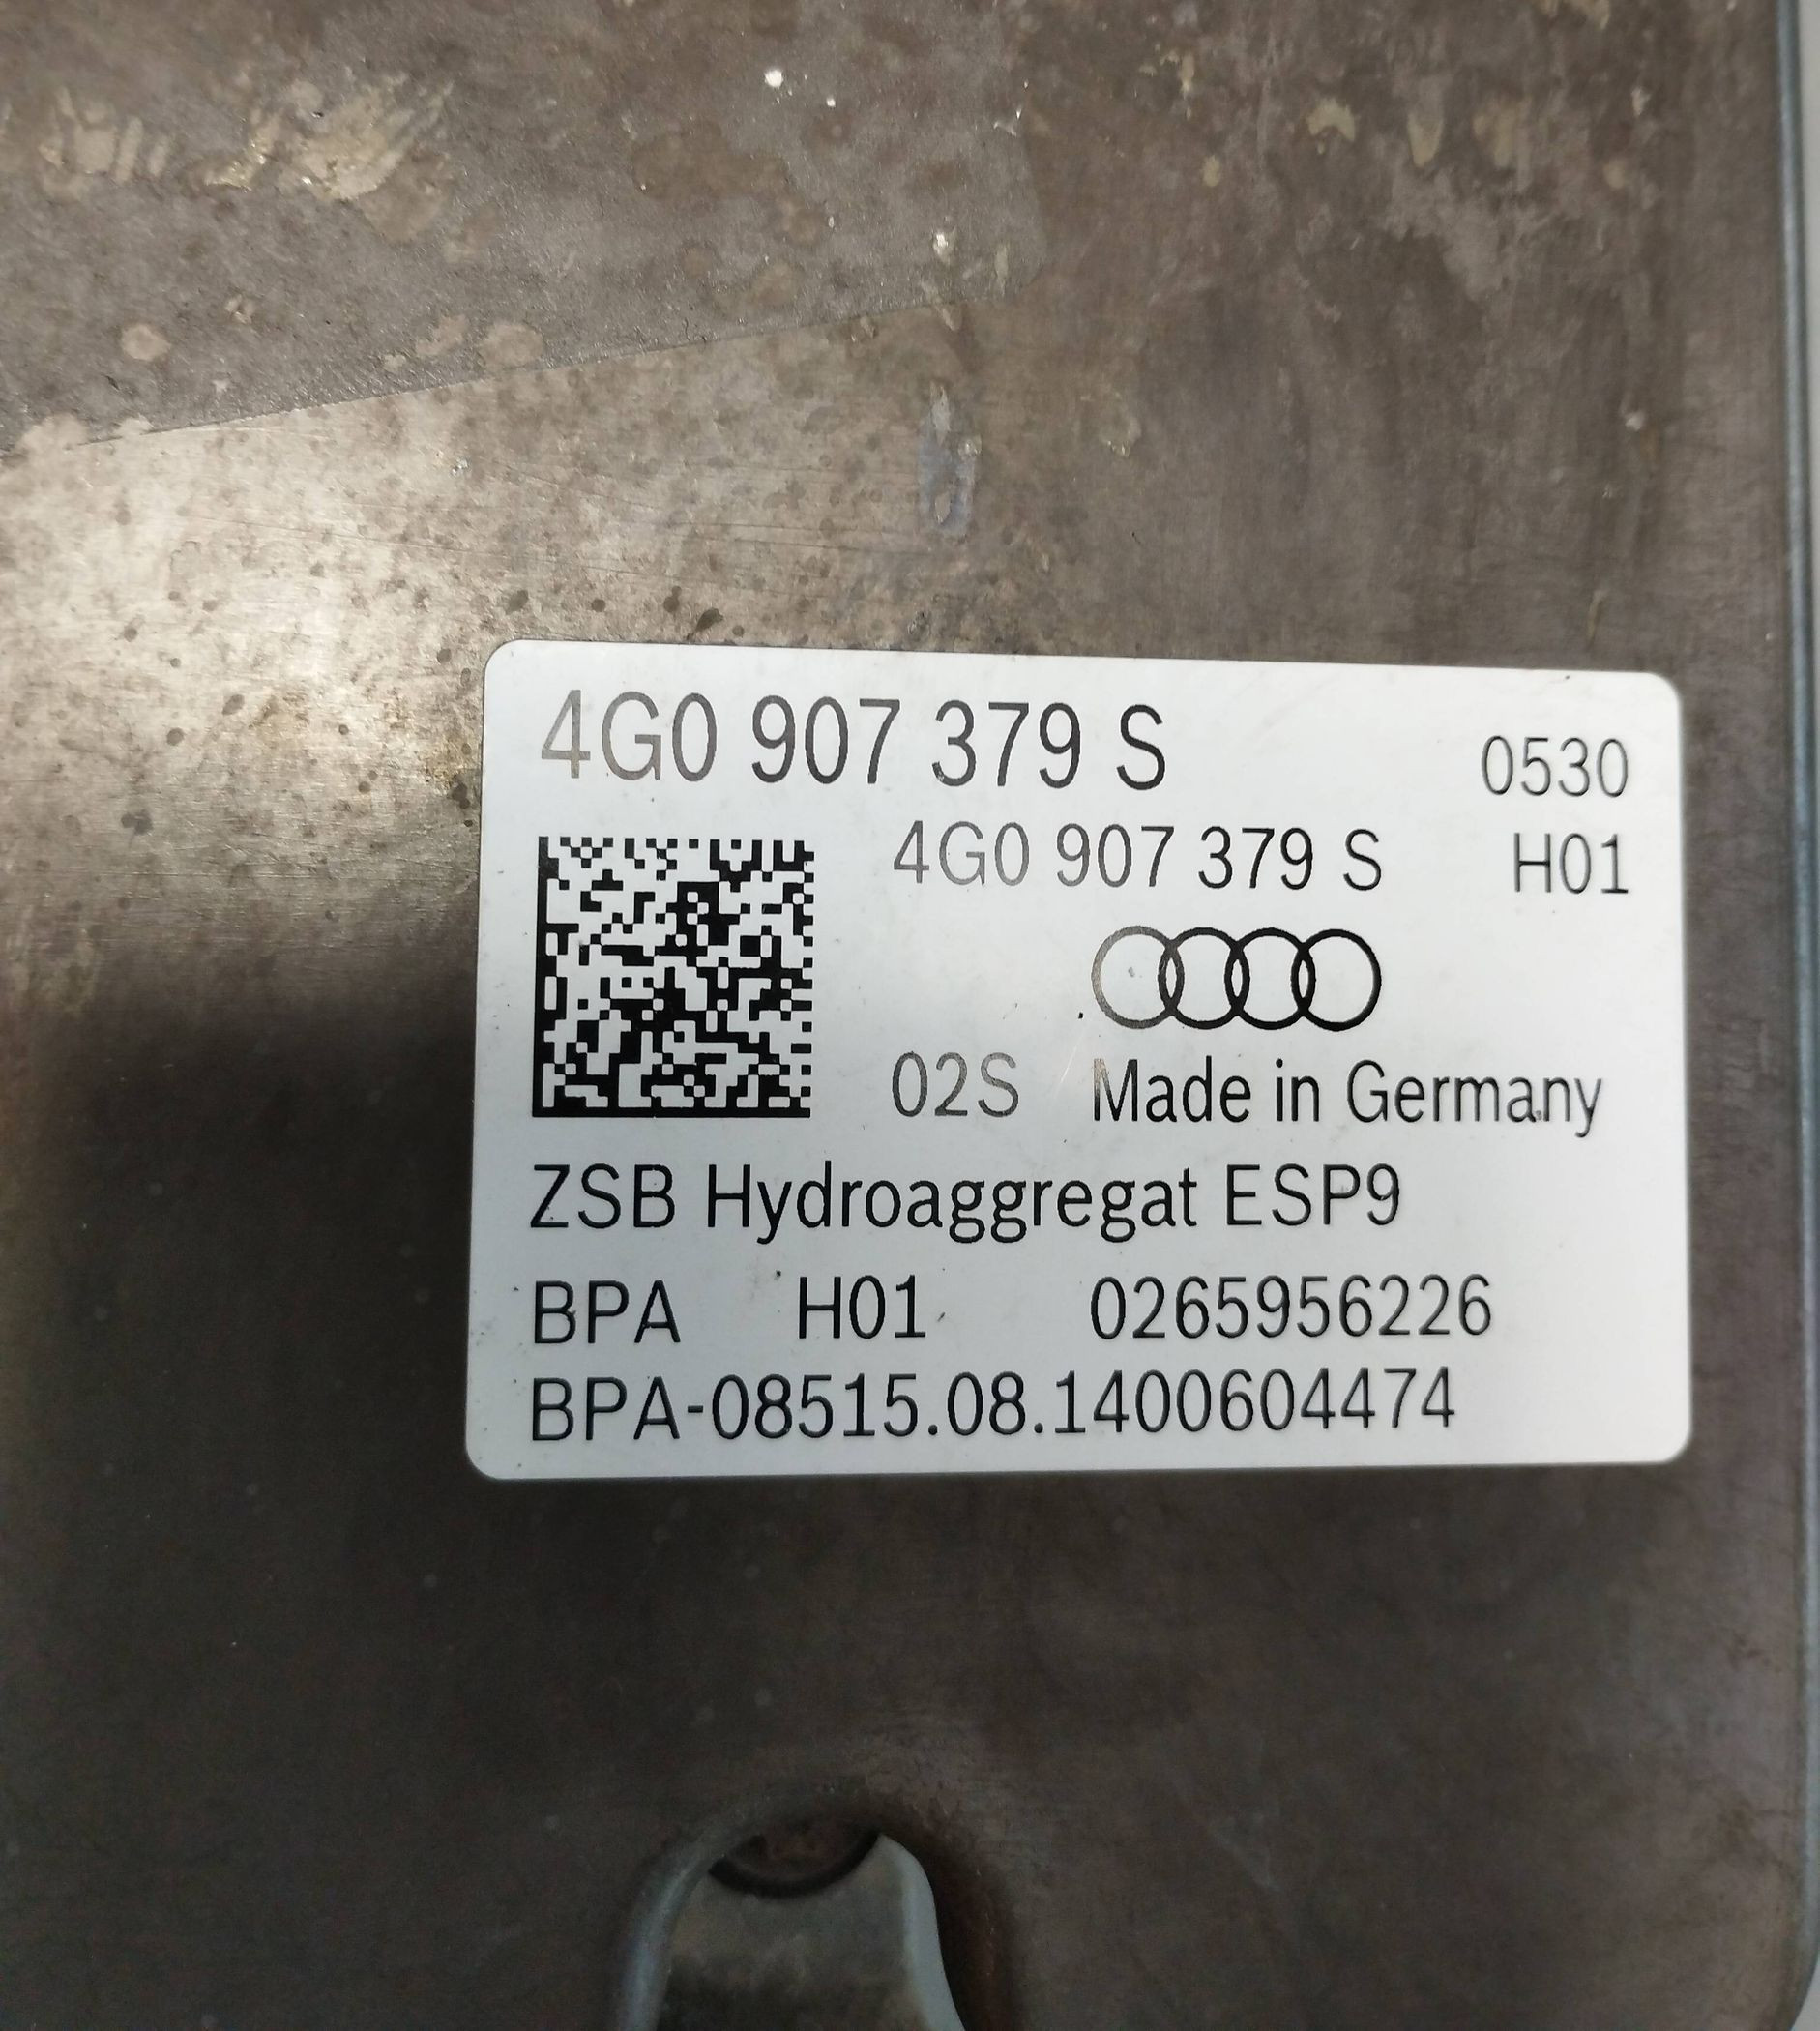 4G0 907 379 S 0530
4G0 907 379 S H01
02S Made in Germany
ZSB Hydroaggregat ESP9
BPA H01 0265956226
BPA-08515.08.1400604474